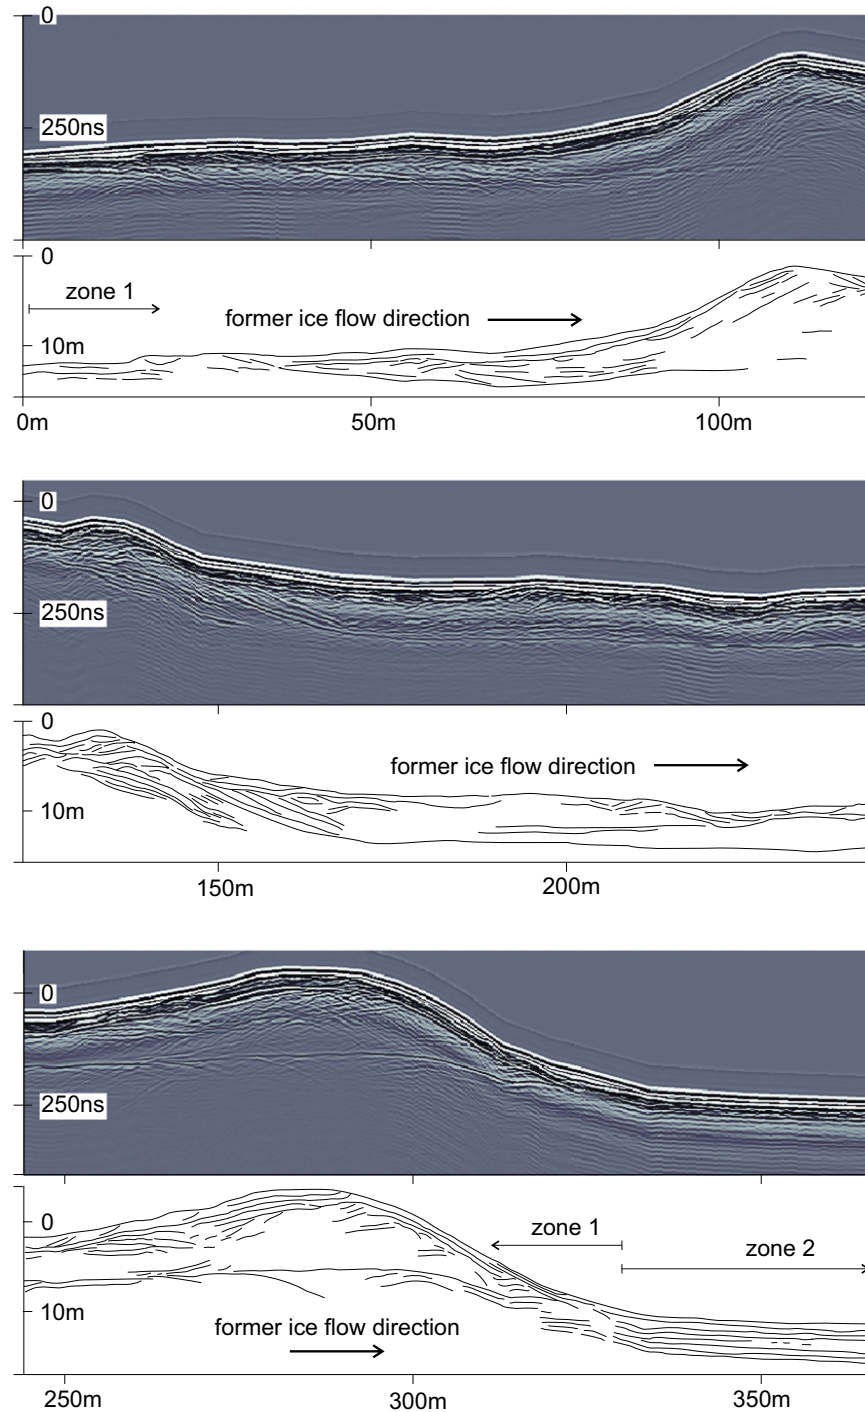 0
250ns
0
zone 1
former ice flow direction
10m
0m
50m
100m
0
250ns
0
former ice flow direction
10m
150m
200m
0
250ns
0
zone 1
zone 2
10m
former ice flow direction
250m
300m
350m